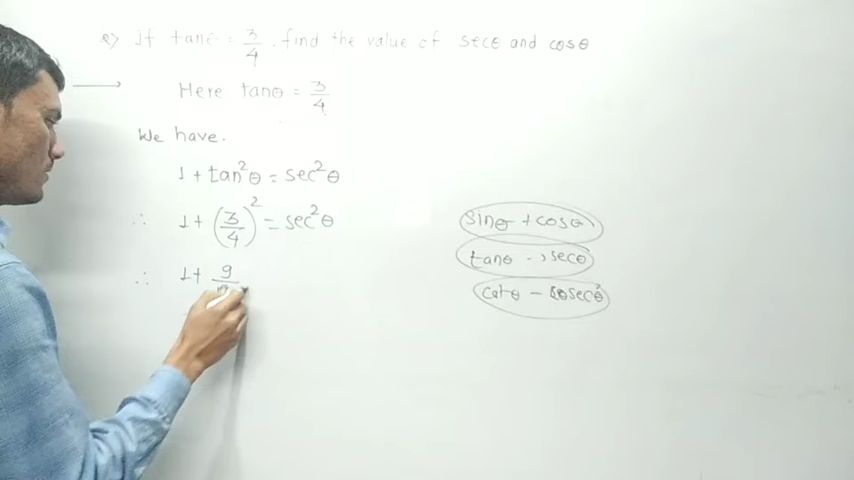 e) If tanθ = 3/4 . find the value of secθ and cosθ
Here tanθ = 3/4
We have.
1 + tan²θ = sec²θ
∴ 1 + (3/4)² = sec²θ
∴ 1 + 9
sinθ + cosθ
tanθ - , secθ
cotθ - cosecθ